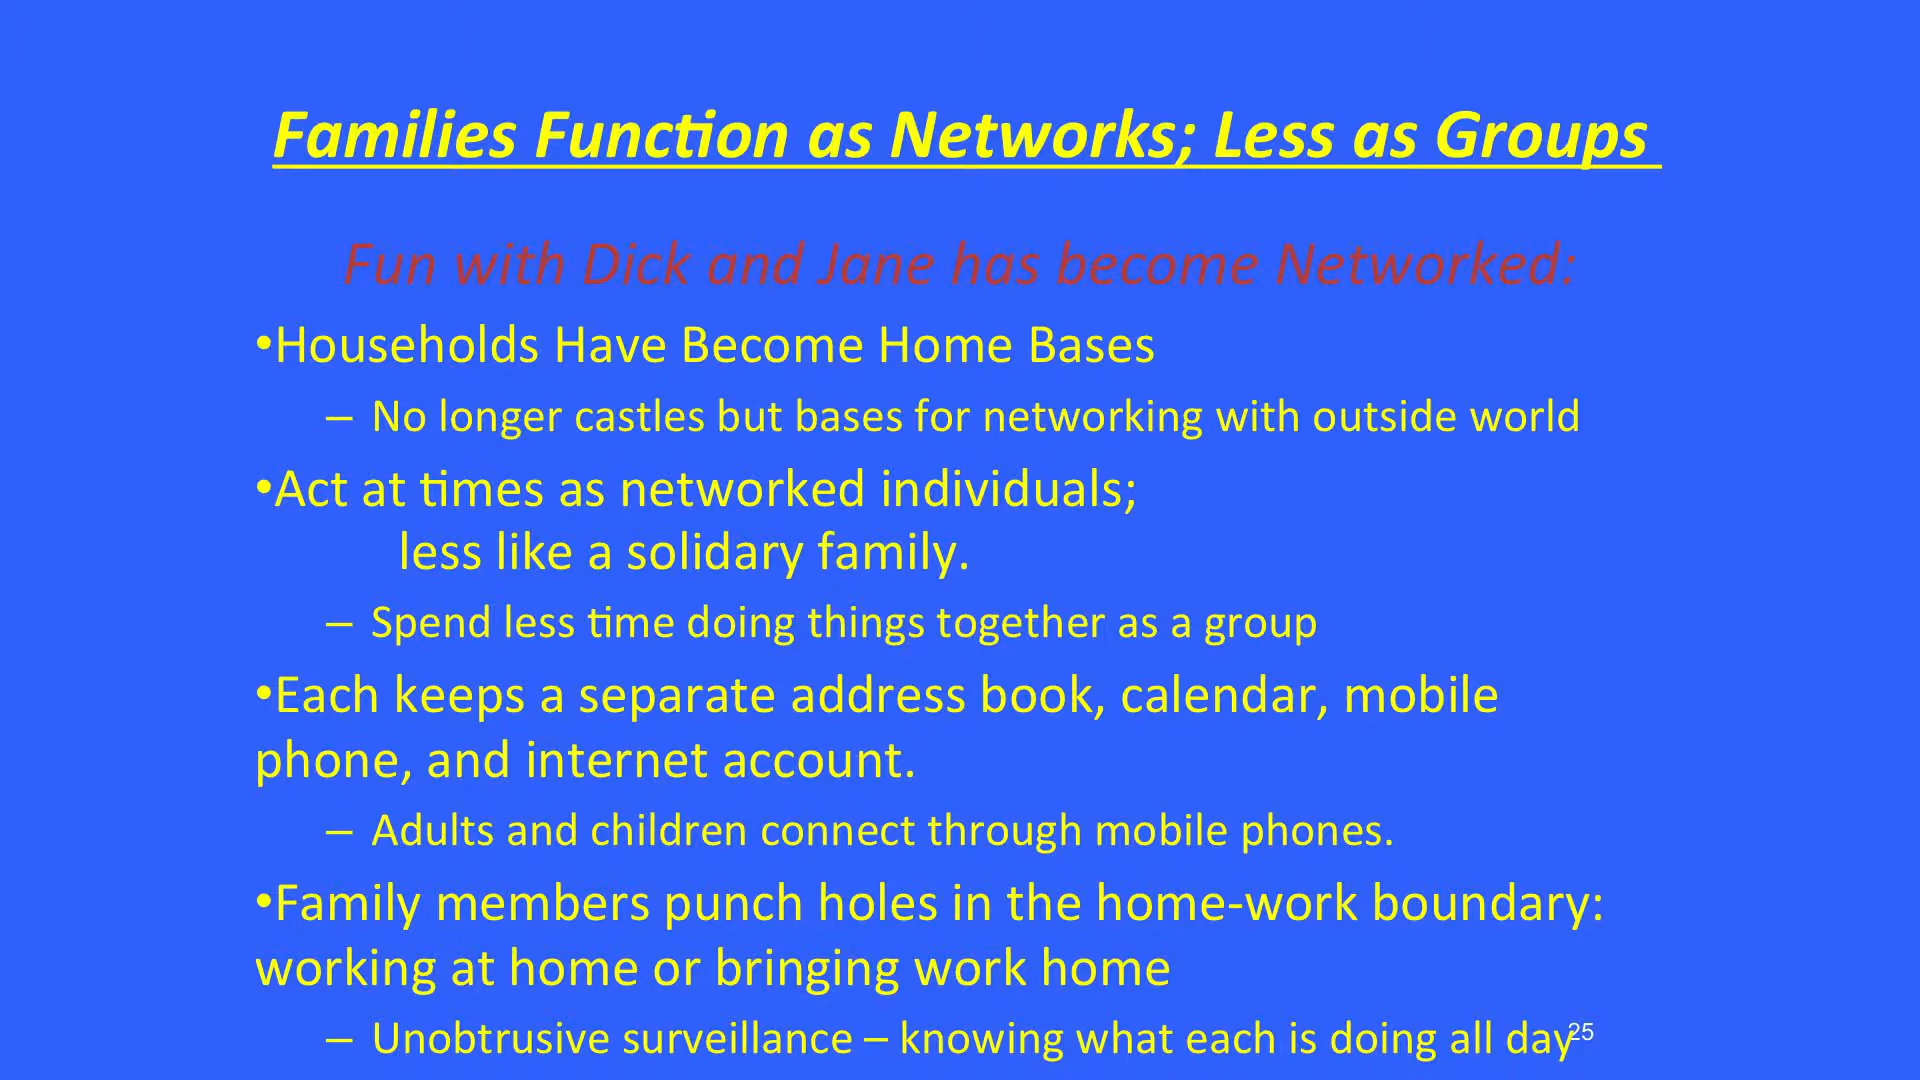 Families Function as Networks; Less as Groups
Fun with Dick and Jane has become Networked:
•Households Have Become Home Bases
– No longer castles but bases for networking with outside world
•Act at times as networked individuals;
less like a solidary family.
– Spend less time doing things together as a group
•Each keeps a separate address book, calendar, mobile
phone, and internet account.
– Adults and children connect through mobile phones.
•Family members punch holes in the home-work boundary:
working at home or bringing work home
– Unobtrusive surveillance – knowing what each is doing all day
25